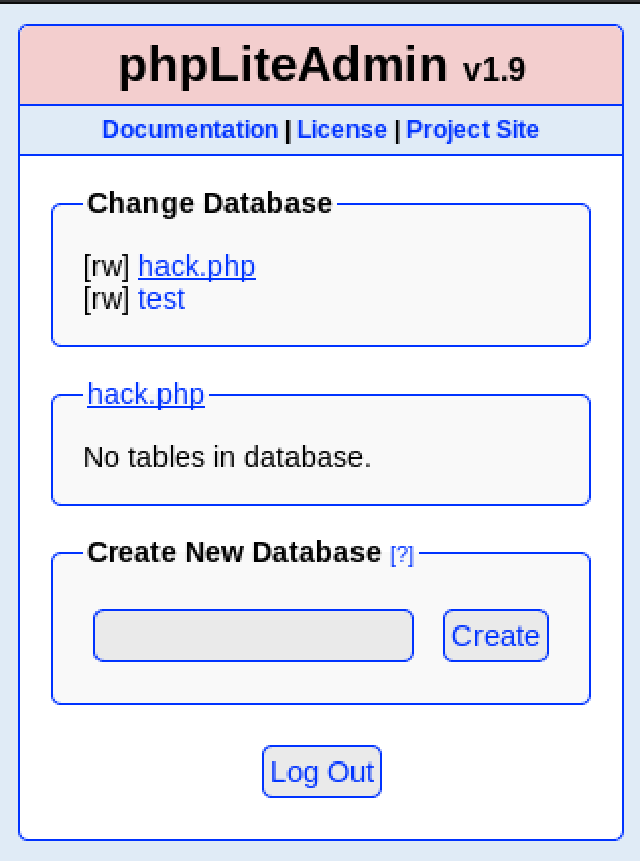 phpLiteAdmin v1.9
Documentation | License | Project Site
Change Database
[rw] hack.php
[rw] test
hack.php
No tables in database.
Create New Database [?]
Create
Log Out